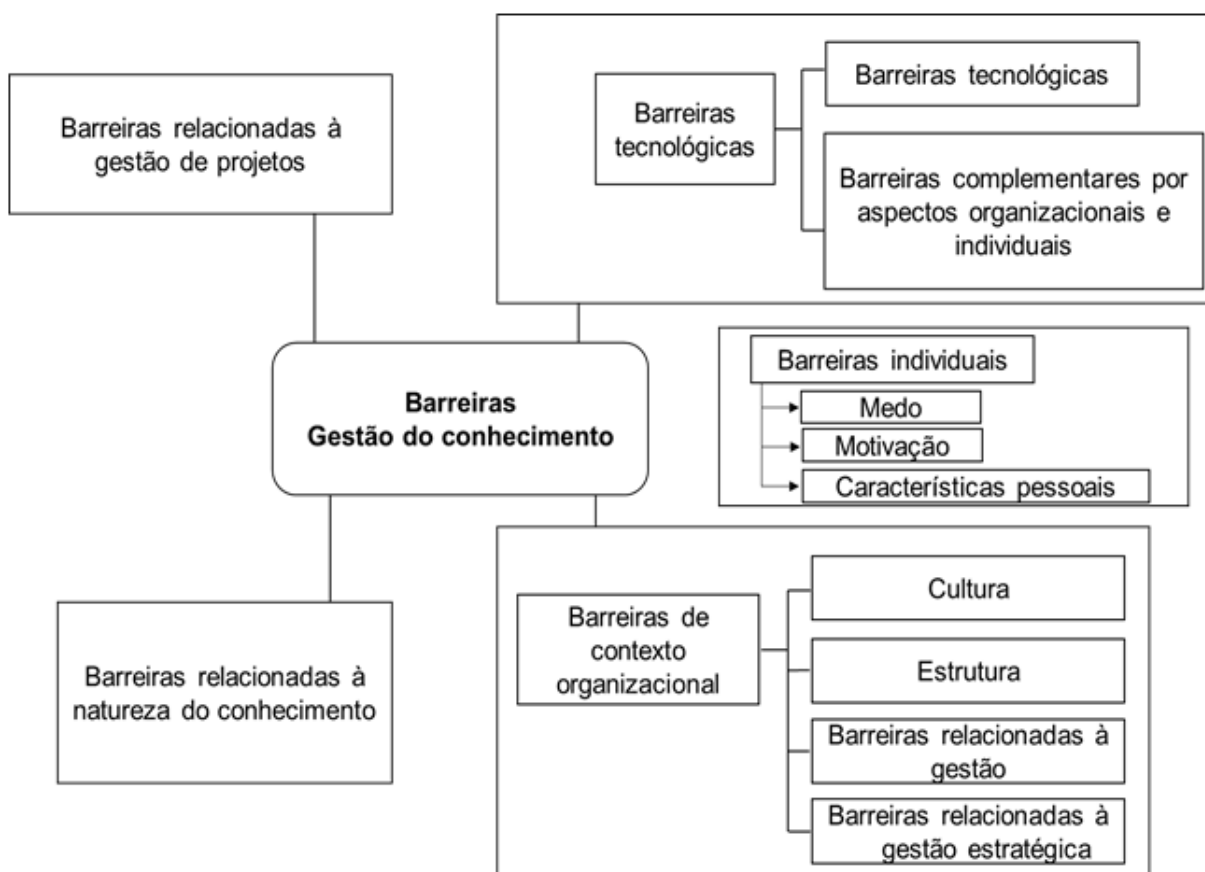 Barreiras relacionadas à
gestão de projetos
Barreiras
tecnológicas
Barreiras tecnológicas
Barreiras complementares por
aspectos organizacionais e
individuais
Barreiras
Gestão do conhecimento
Barreiras individuais
Medo
Motivação
Características pessoais
Barreiras relacionadas à
natureza do conhecimento
Barreiras de
contexto
organizacional
Cultura
Estrutura
Barreiras relacionadas à
gestão
Barreiras relacionadas à
gestão estratégica